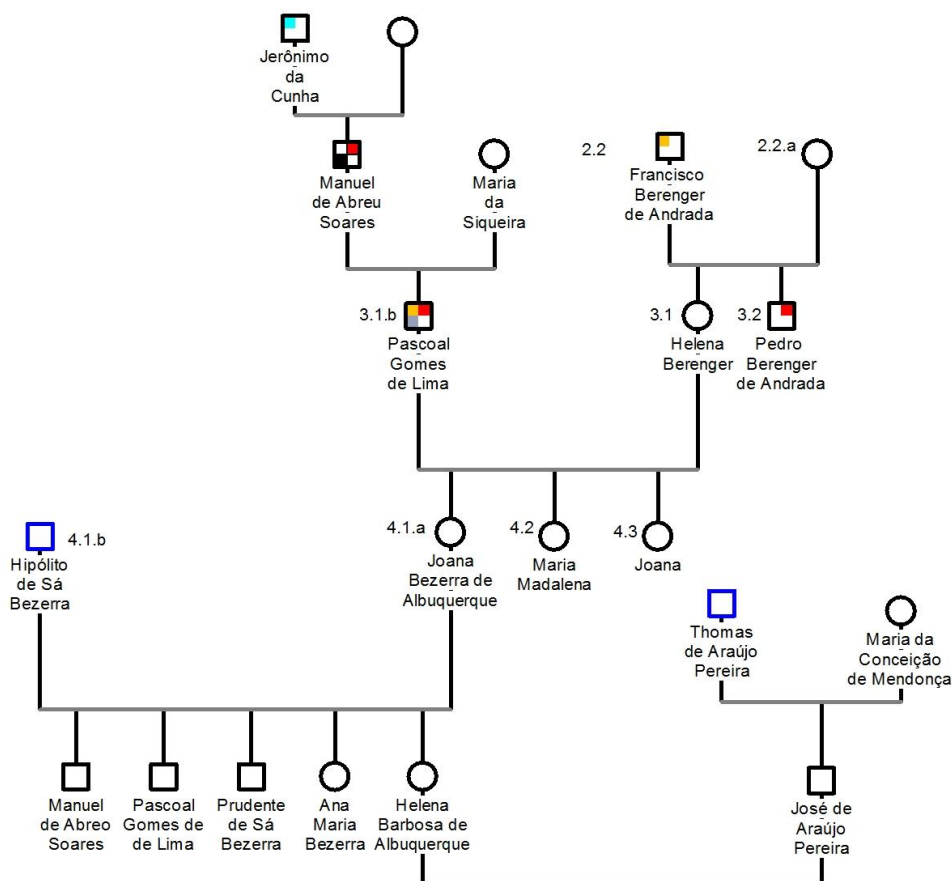 Jerônimo
da
Cunha
Manuel
de Abreu
Soares
Maria
da
Siqueira
2.2
Francisco
Berenger
de Andrada
2.2.a
3.1.b
Pascoal
Gomes
de Lima
3.1
Helena
Berenger
3.2
Pedro
Berenger
de Andrada
4.1.b
Hipólito
de Sá
Bezerra
4.1.a
Joana
Bezerra de
Albuquerque
4.2
Maria
Madalena
4.3
Joana
Thomas
de Araújo
Pereira
Maria da
Conceição
de Mendonça
Manuel
de Abreo
Soares
Pascoal
Gomes de
de Lima
Prudente
de Sá
Bezerra
Ana
Maria
Bezerra
Helena
Barbosa de
Albuquerque
José de
Araújo
Pereira